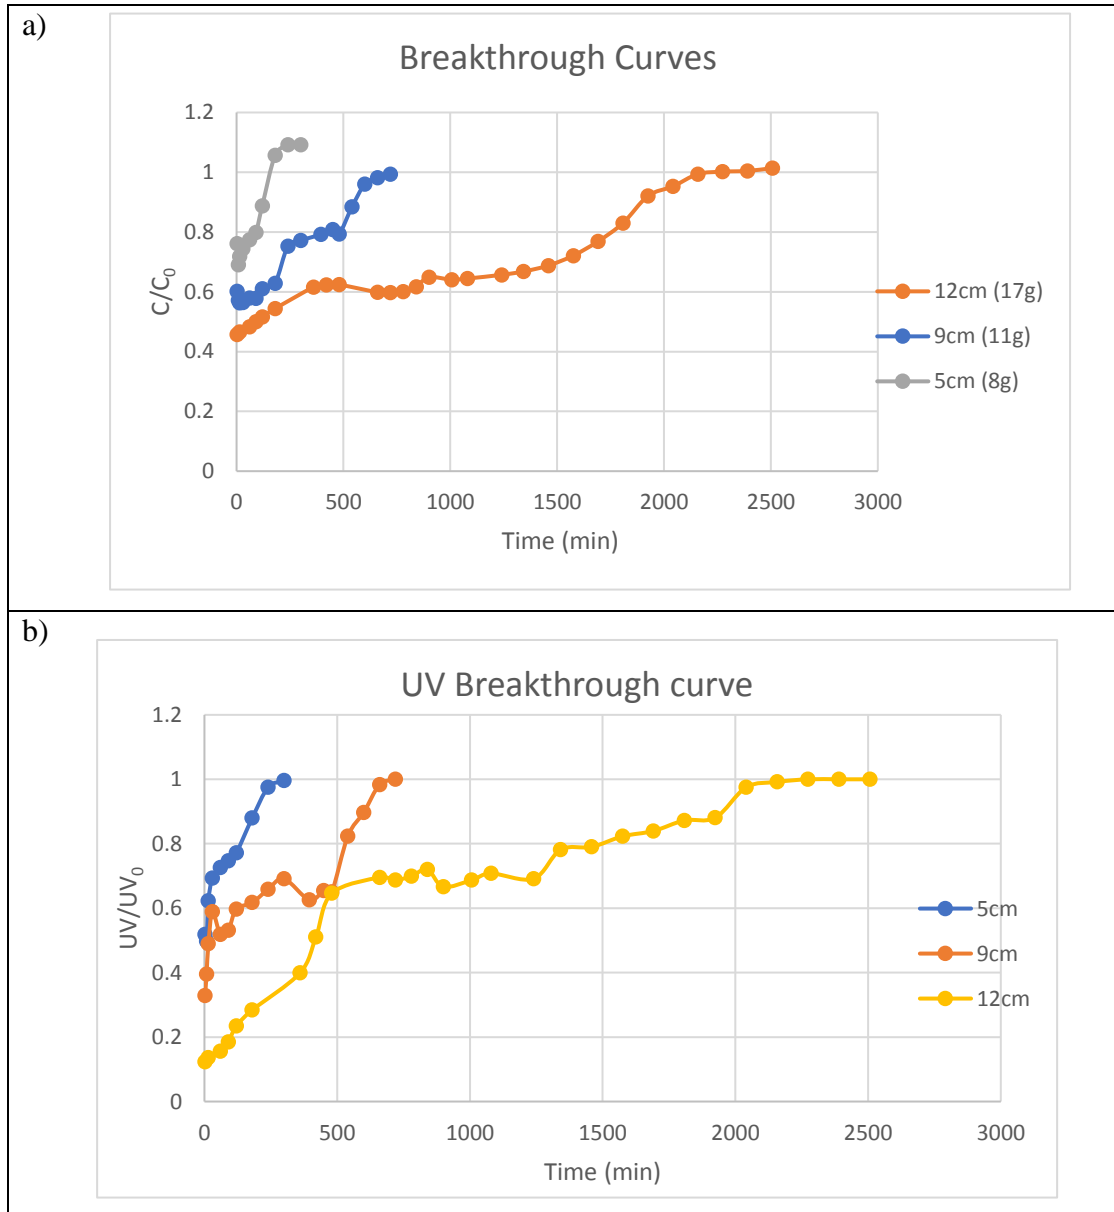 a)
Breakthrough Curves
1.2
1
0.8
0.6
0.4
0.2
0
C/C₀
0 500 1000 1500 2000 2500 3000
Time (min)
12cm (17g)
9cm (11g)
5cm (8g)
b)
UV Breakthrough curve
1.2
1
0.8
0.6
0.4
0.2
0
UV/UV₀
0 500 1000 1500 2000 2500 3000
Time (min)
5cm
9cm
12cm